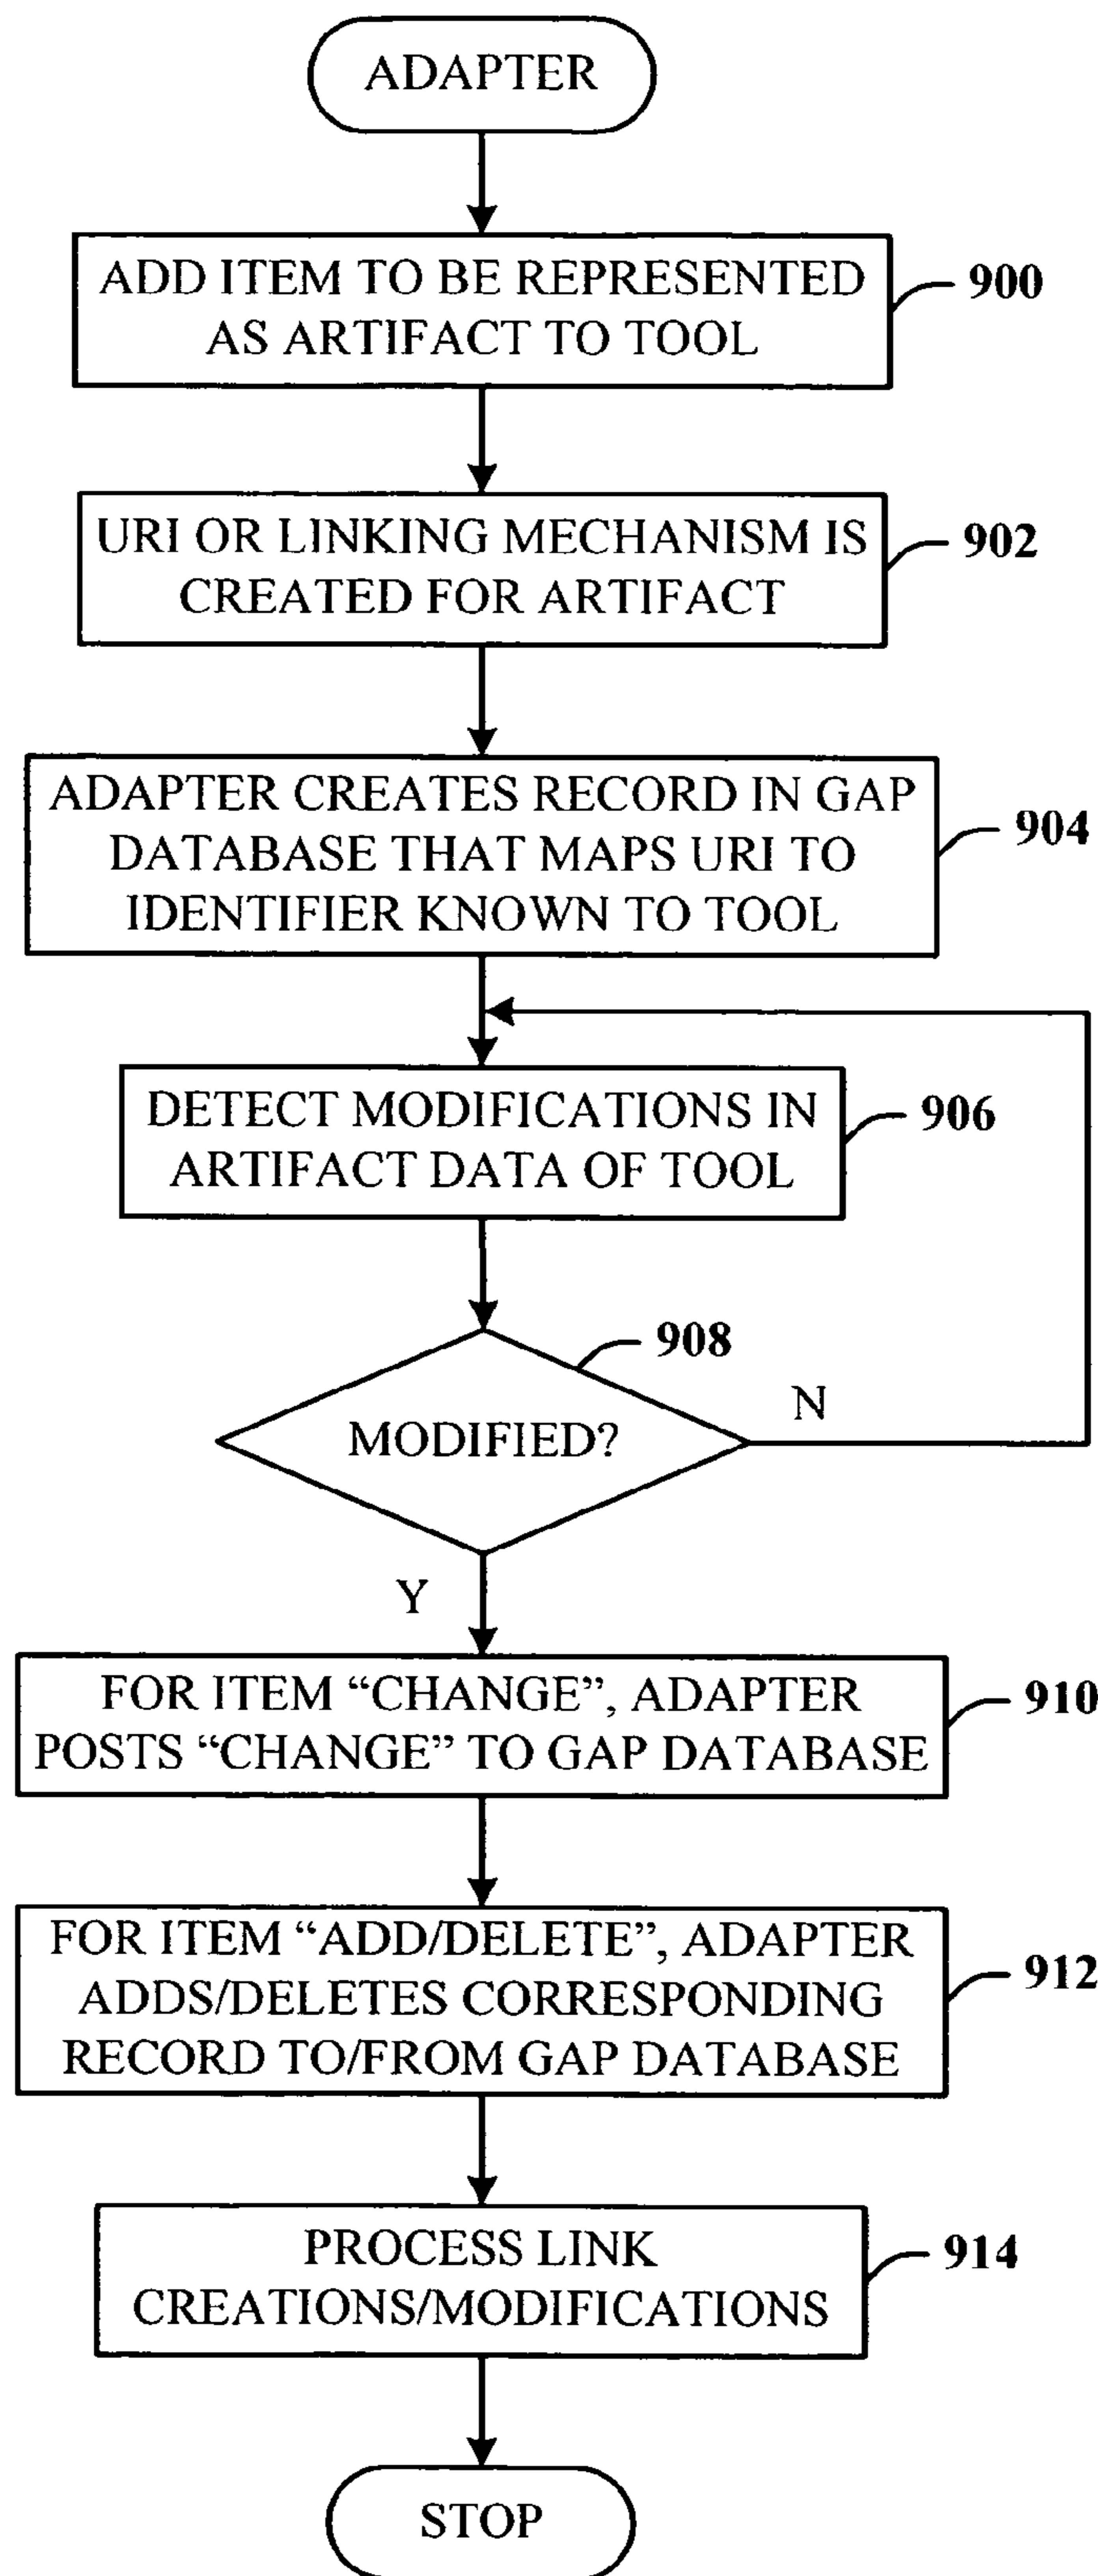 ADAPTER
ADD ITEM TO BE REPRESENTED
AS ARTIFACT TO TOOL
900
URI OR LINKING MECHANISM IS
CREATED FOR ARTIFACT
902
ADAPTER CREATES RECORD IN GAP
DATABASE THAT MAPS URI TO
IDENTIFIER KNOWN TO TOOL
904
DETECT MODIFICATIONS IN
ARTIFACT DATA OF TOOL
906
908
MODIFIED?
N
Y
FOR ITEM “CHANGE”, ADAPTER
POSTS “CHANGE” TO GAP DATABASE
910
FOR ITEM “ADD/DELETE”, ADAPTER
ADDS/DELETES CORRESPONDING
RECORD TO/FROM GAP DATABASE
912
PROCESS LINK
CREATIONS/MODIFICATIONS
914
STOP